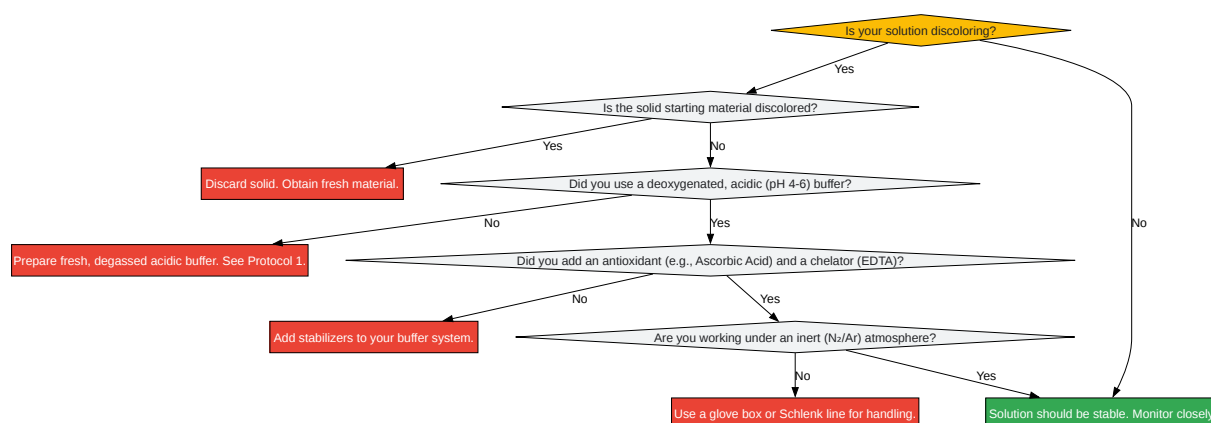 Is your solution discoloring?
Yes
Is the solid starting material discolored?
Yes
No
Discard solid. Obtain fresh material.
Did you use a deoxygenated, acidic (pH 4-6) buffer?
No
Yes
No
Prepare fresh, degassed acidic buffer. See Protocol 1.
Did you add an antioxidant (e.g., Ascorbic Acid) and a chelator (EDTA)?
No
Yes
Add stabilizers to your buffer system.
Are you working under an inert (N₂/Ar) atmosphere?
No
Yes
Use a glove box or Schlenk line for handling.
Solution should be stable. Monitor closely